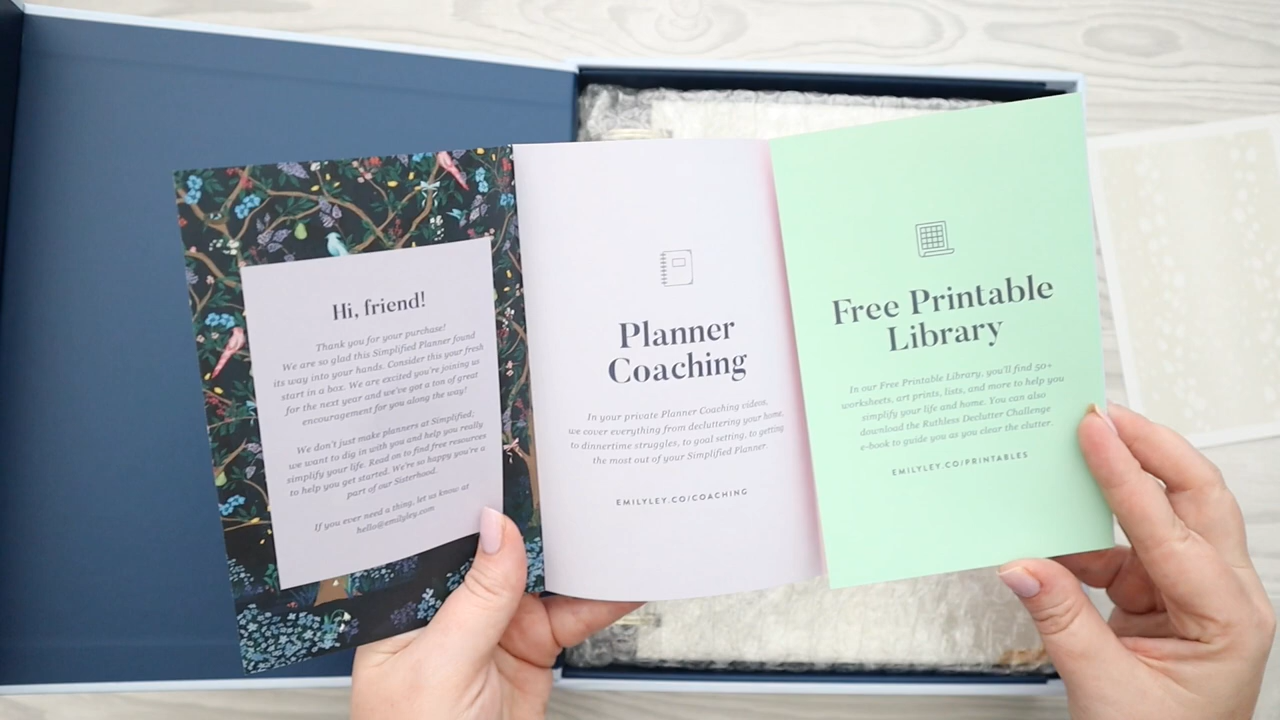 Hi, friend!
Thank you for your purchase!
We are so glad this Simplified Planner found
its way into your hands. Consider this your fresh
start in a box. We are excited you're joining us
for the next year and we've got a ton of great
encouragement for you along the way!
We don't just make planners at Simplified;
we want to dig in with you and help you really
simplify your life. Read on to find free resources
to help you get started. We're so happy you're a
part of our Sisterhood.
If you ever need a thing, let us know at
hello@emilyley.com
Planner
Coaching
In your private Planner Coaching videos,
we cover everything from decluttering your home,
to dinnertime struggles, to goal setting, to getting
the most out of your Simplified Planner.
EMILYLEY.CO/COACHING
Free Printable
Library
In our Free Printable Library, you'll find 50+
worksheets, art prints, lists, and more to help you
simplify your life and home. You can also
download the Ruthless Declutter Challenge
e-book to guide you as you clear the clutter.
EMILYLEY.CO/PRINTABLES